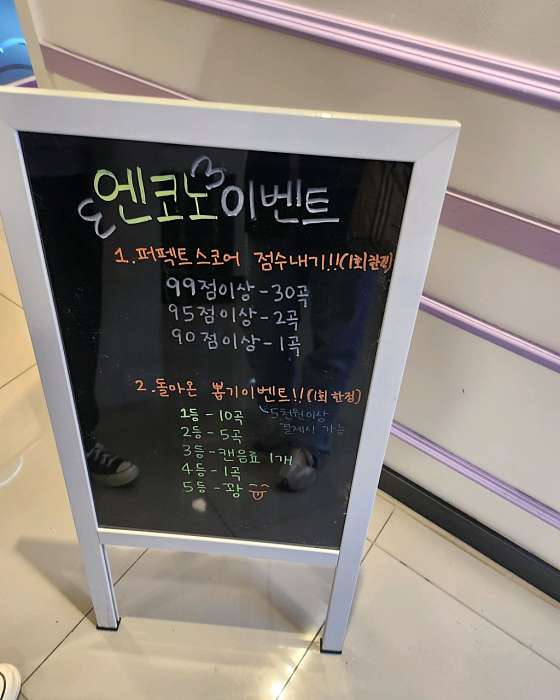 엔코노 이벤트
1. 퍼펙트스코어 점수내기!! (1회한정)
99점이상 - 30곡
95점이상 - 2곡
90점이상 - 1곡
2. 돌아온 뽑기이벤트!! (1회한정)
1등 - 10곡
5천원이상
결제시 가능
2등 - 5곡
3등 - 캔음료 1개
4등 - 1곡
5등 - 꽝